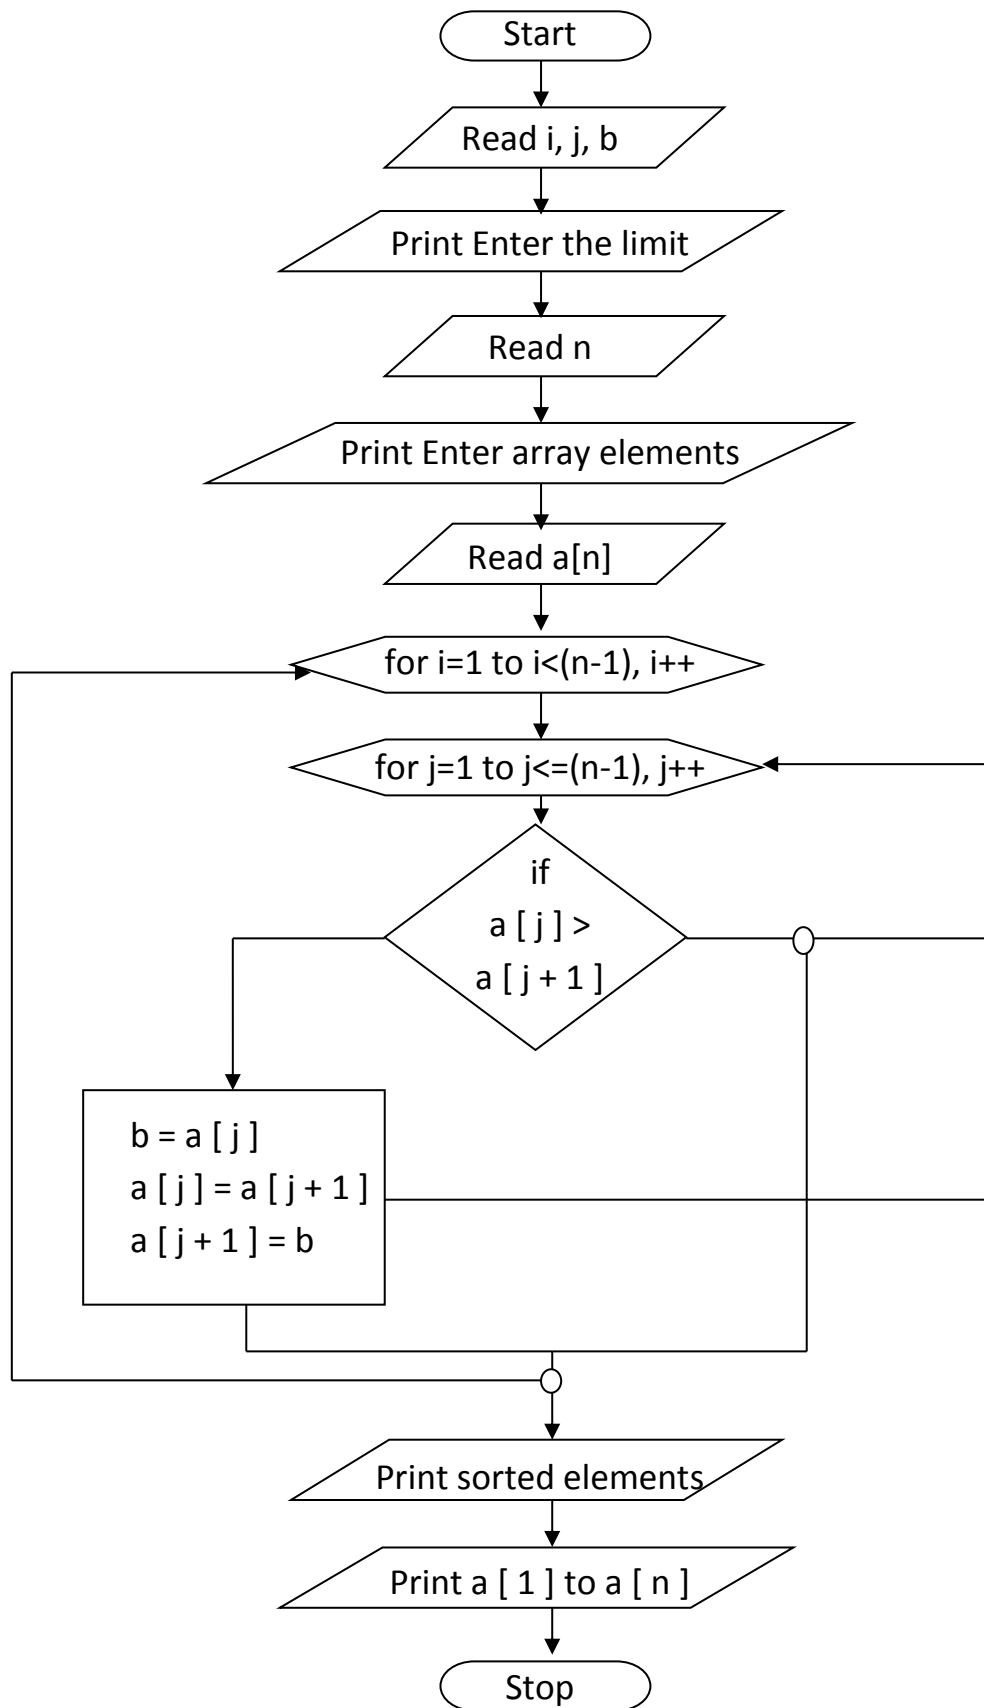 Start
Read i, j, b
Print Enter the limit
Read n
Print Enter array elements
Read a[n]
for i=1 to i<(n-1), i++
for j=1 to j<=(n-1), j++
if
a [ j ] >
a [ j + 1 ]
b = a [ j ]
a [ j ] = a [ j + 1 ]
a [ j + 1 ] = b
Print sorted elements
Print a [ 1 ] to a [ n ]
Stop